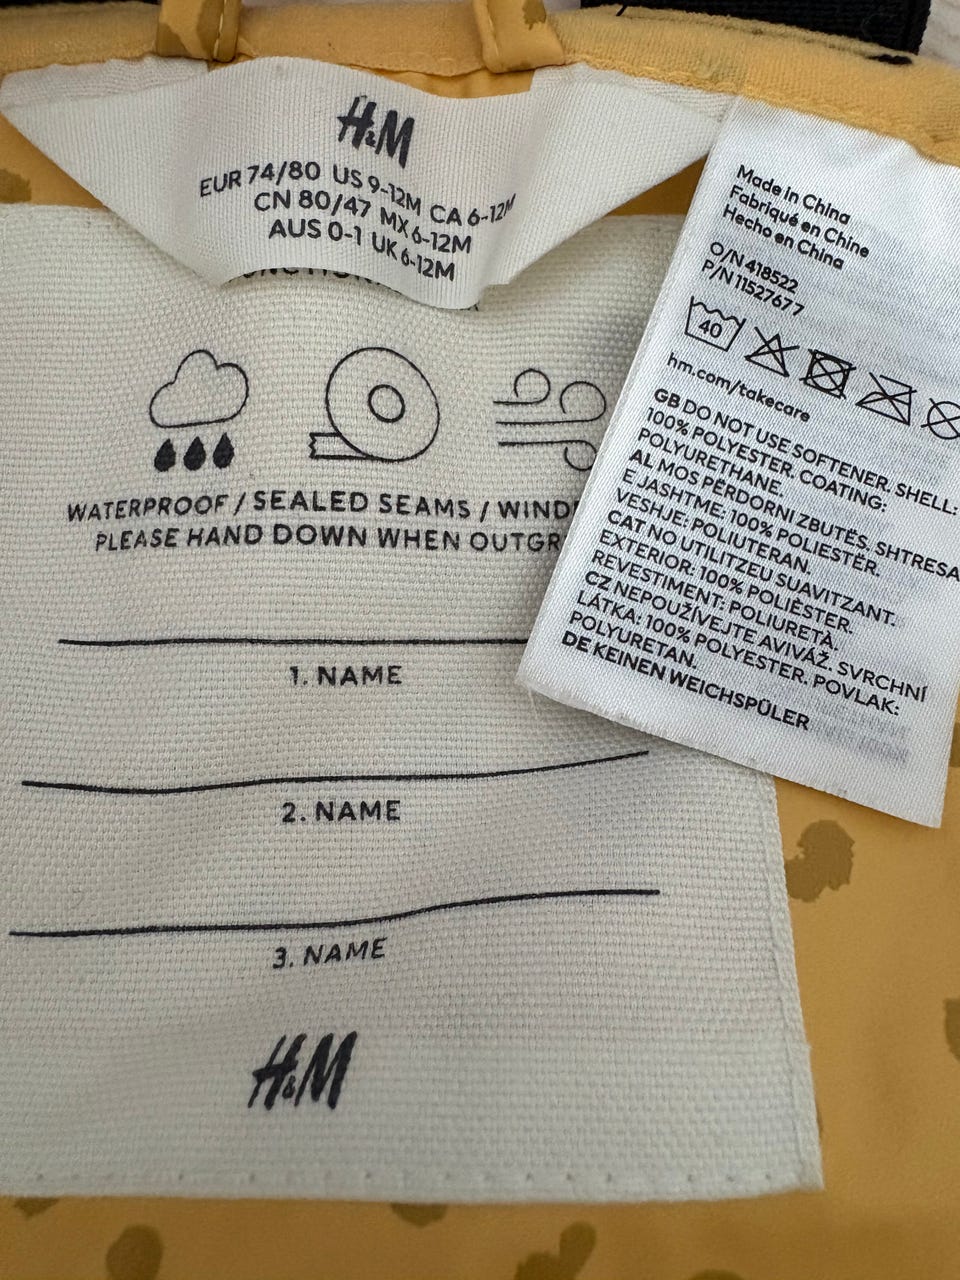 H&M
EUR 74/80 US 9-12M CA 6-12M
CN 80/47 MX 6-12M
AUS 0-1 UK 6-12M
WATERPROOF / SEALED SEAMS / WIND
PLEASE HAND DOWN WHEN OUTGR
1. NAME
2. NAME
3. NAME
H&M
Made in China
Fabriqué en Chine
Hecho en China
O/N 418522
P/N 11527677
40
hm.com/takecare
GB DO NOT USE SOFTENER. SHELL:
100% POLYESTER. COATING:
POLYURETHANE.
AL MOS PËRDORNI ZBUTËS. SHTRESA
E JASHTME: 100% POLIESTËR.
VESHJE: POLIUTERAN.
CAT NO UTILITZEU SUAVITZANT.
EXTERIOR: 100% POLIÈSTER.
REVESTIMENT: POLIURETÀ.
CZ NEPOUŽÍVEJTE AVIVÁŽ. SVRCHNÍ
LÁTKA: 100% POLYESTER. POVLAK:
POLYURETAN.
DE KEINEN WEICHSPÜLER